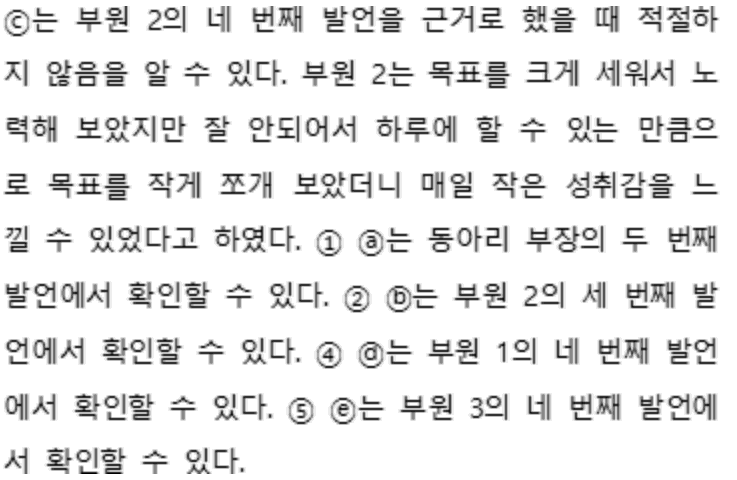 ⓒ는 부원 2의 네 번째 발언을 근거로 했을 때 적절하
지 않음을 알 수 있다. 부원 2는 목표를 크게 세워서 노
력해 보았지만 잘 안되어서 하루에 할 수 있는 만큼으
로 목표를 작게 쪼개 보았더니 매일 작은 성취감을 느
낄 수 있었다고 하였다. ① ⓐ는 동아리 부장의 두 번째
발언에서 확인할 수 있다. ② ⓑ는 부원 2의 세 번째 발
언에서 확인할 수 있다. ④ ⓓ는 부원 1의 네 번째 발언
에서 확인할 수 있다. ⑤ ⓔ는 부원 3의 네 번째 발언에
서 확인할 수 있다.